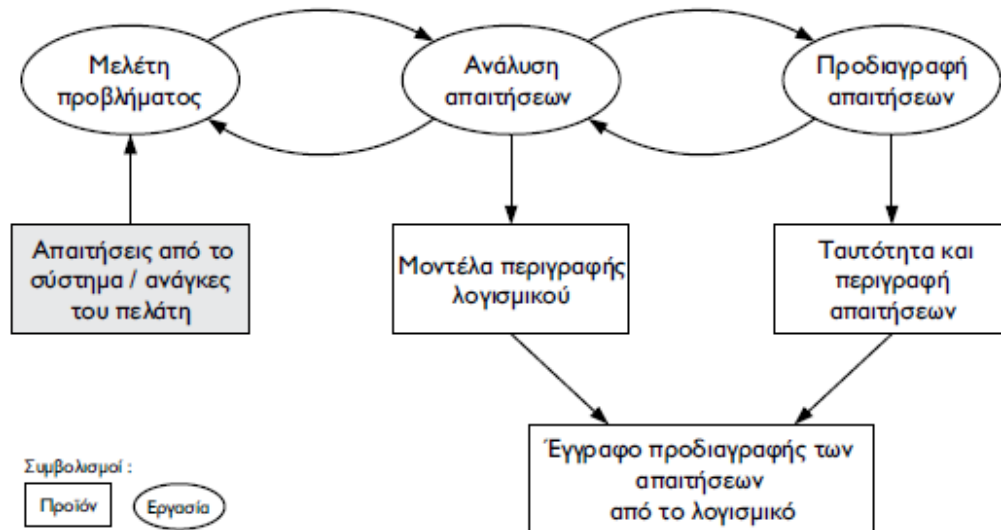 Μελέτη
προβλήματος
Ανάλυση
απαιτήσεων
Προδιαγραφή
απαιτήσεων
Απαιτήσεις από το
σύστημα / ανάγκες
του πελάτη
Μοντέλα περιγραφής
λογισμικού
Ταυτότητα και
περιγραφή
απαιτήσεων
Έγγραφο προδιαγραφής των
απαιτήσεων
από το λογισμικό
Συμβολισμοί :
Προϊόν
Εργασία